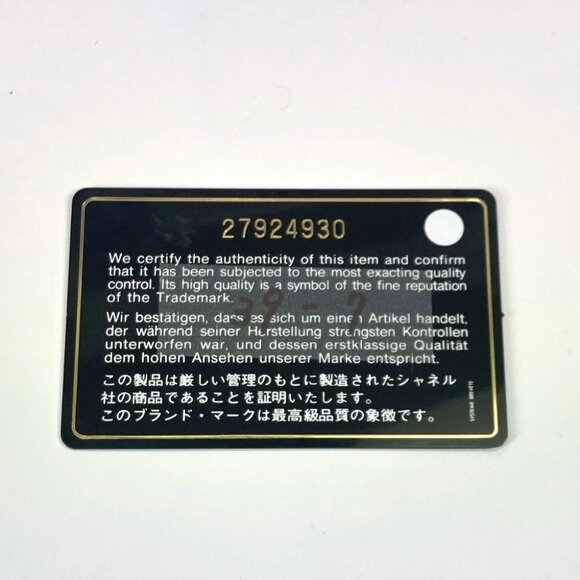 27924930
We certify the authenticity of this item and confirm
that it has been subjected to the most exacting quality
control. Its high quality is a symbol of the fine reputation
of the Trademark.
29-7
Wir bestätigen, dass es sich um einen Artikel handelt,
der während seiner Herstellung strengsten Kontrollen
unterworfen war, und dessen erstklassige Qualität
dem hohen Ansehen unserer Marke entspricht.
この製品は厳しい管理のもとに製造されたシャネル
社の商品であることを証明いたします。
このブランド・マークは最高級品質の象徴です。
SYSTEME BREVETE